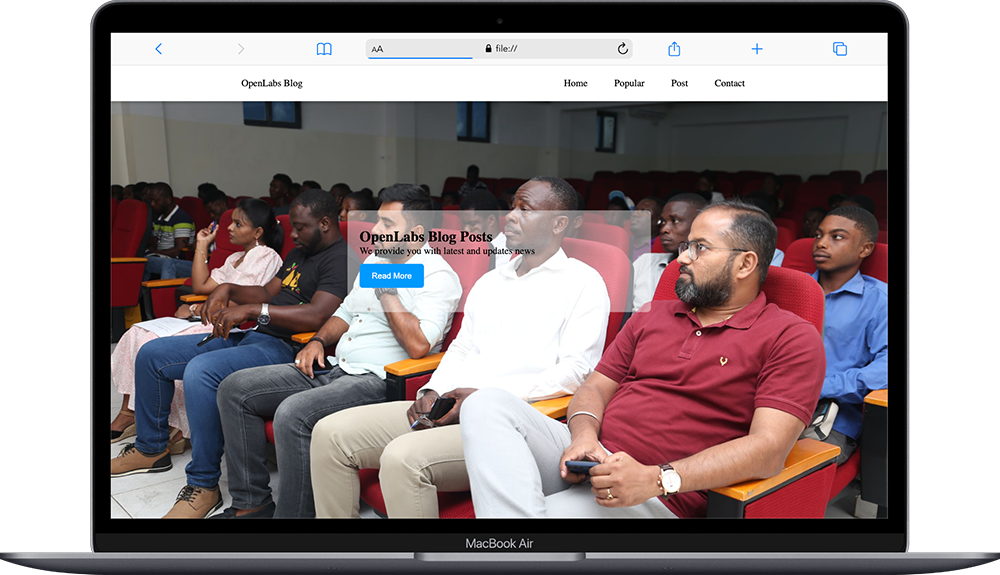 AA
file://
OpenLabs Blog
Home
Popular
Post
Contact
OpenLabs Blog Posts
We provide you with latest and updates news
Read More
MacBook Air